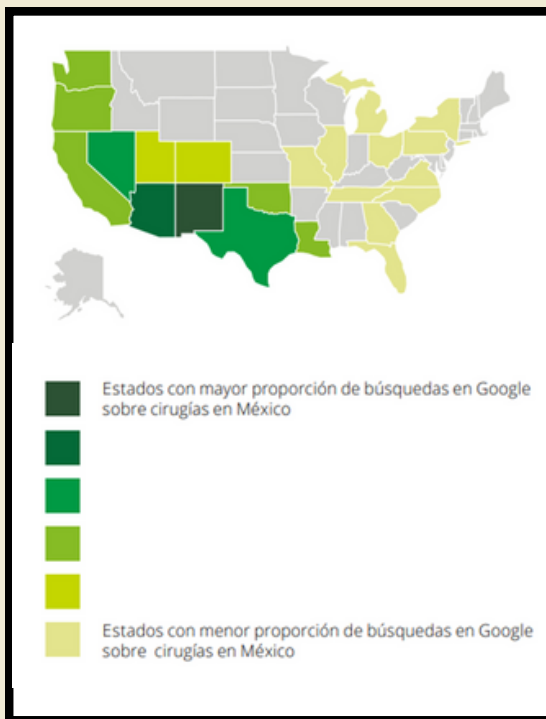 Estados con mayor proporción de búsquedas en Google
sobre cirugías en México
Estados con menor proporción de búsquedas en Google
sobre cirugías en México